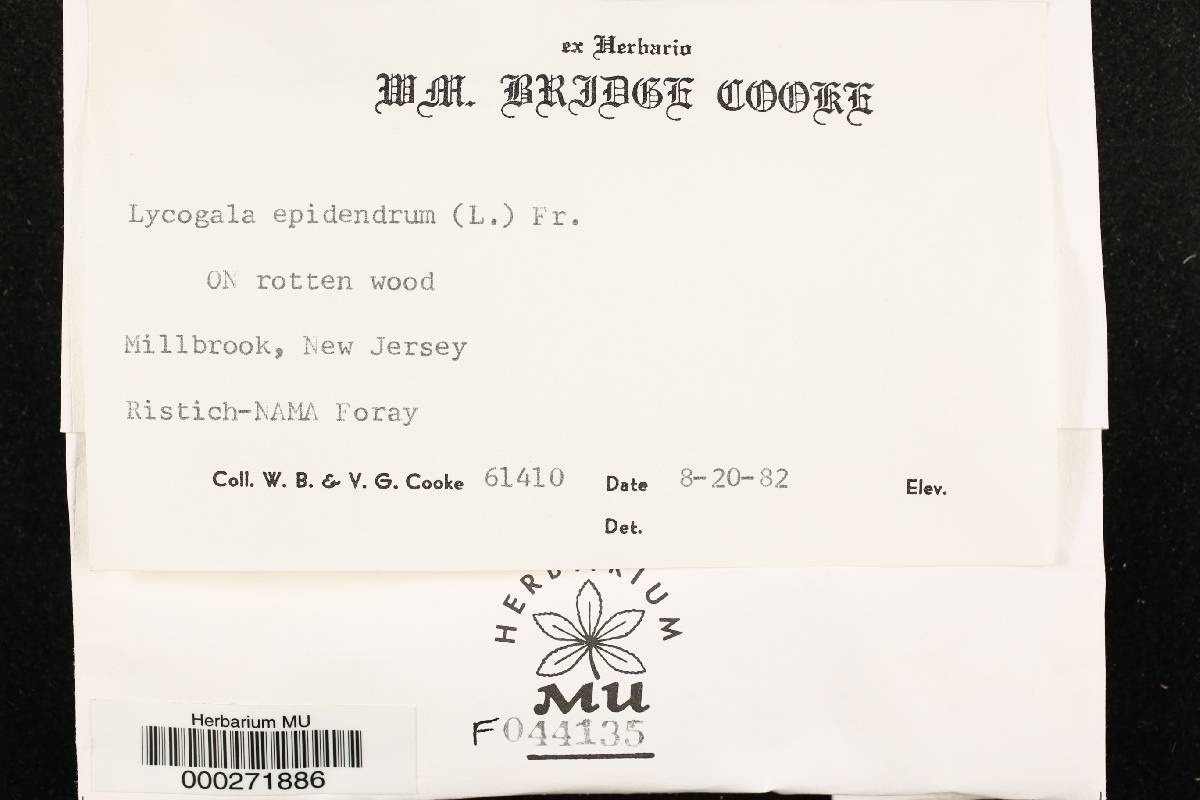 ex Herbario
WM. BRIDGE COOKE
Lycogala epidendrum (L.) Fr.
ON rotten wood
Millbrook, New Jersey
Ristich-NAMA Foray
Coll. W. B. & V. G. Cooke 61410 Date 8-20-82 Elev.
Det.
HERBARIUM
MU
F044135
Herbarium MU
000271886